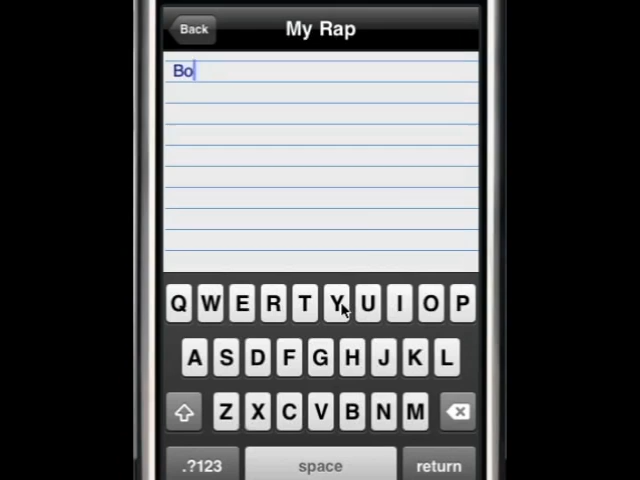 Back
My Rap
Bo
Q W E R T Y U I O P
A S D F G H J K L
Z X C V B N M
.?123 space return